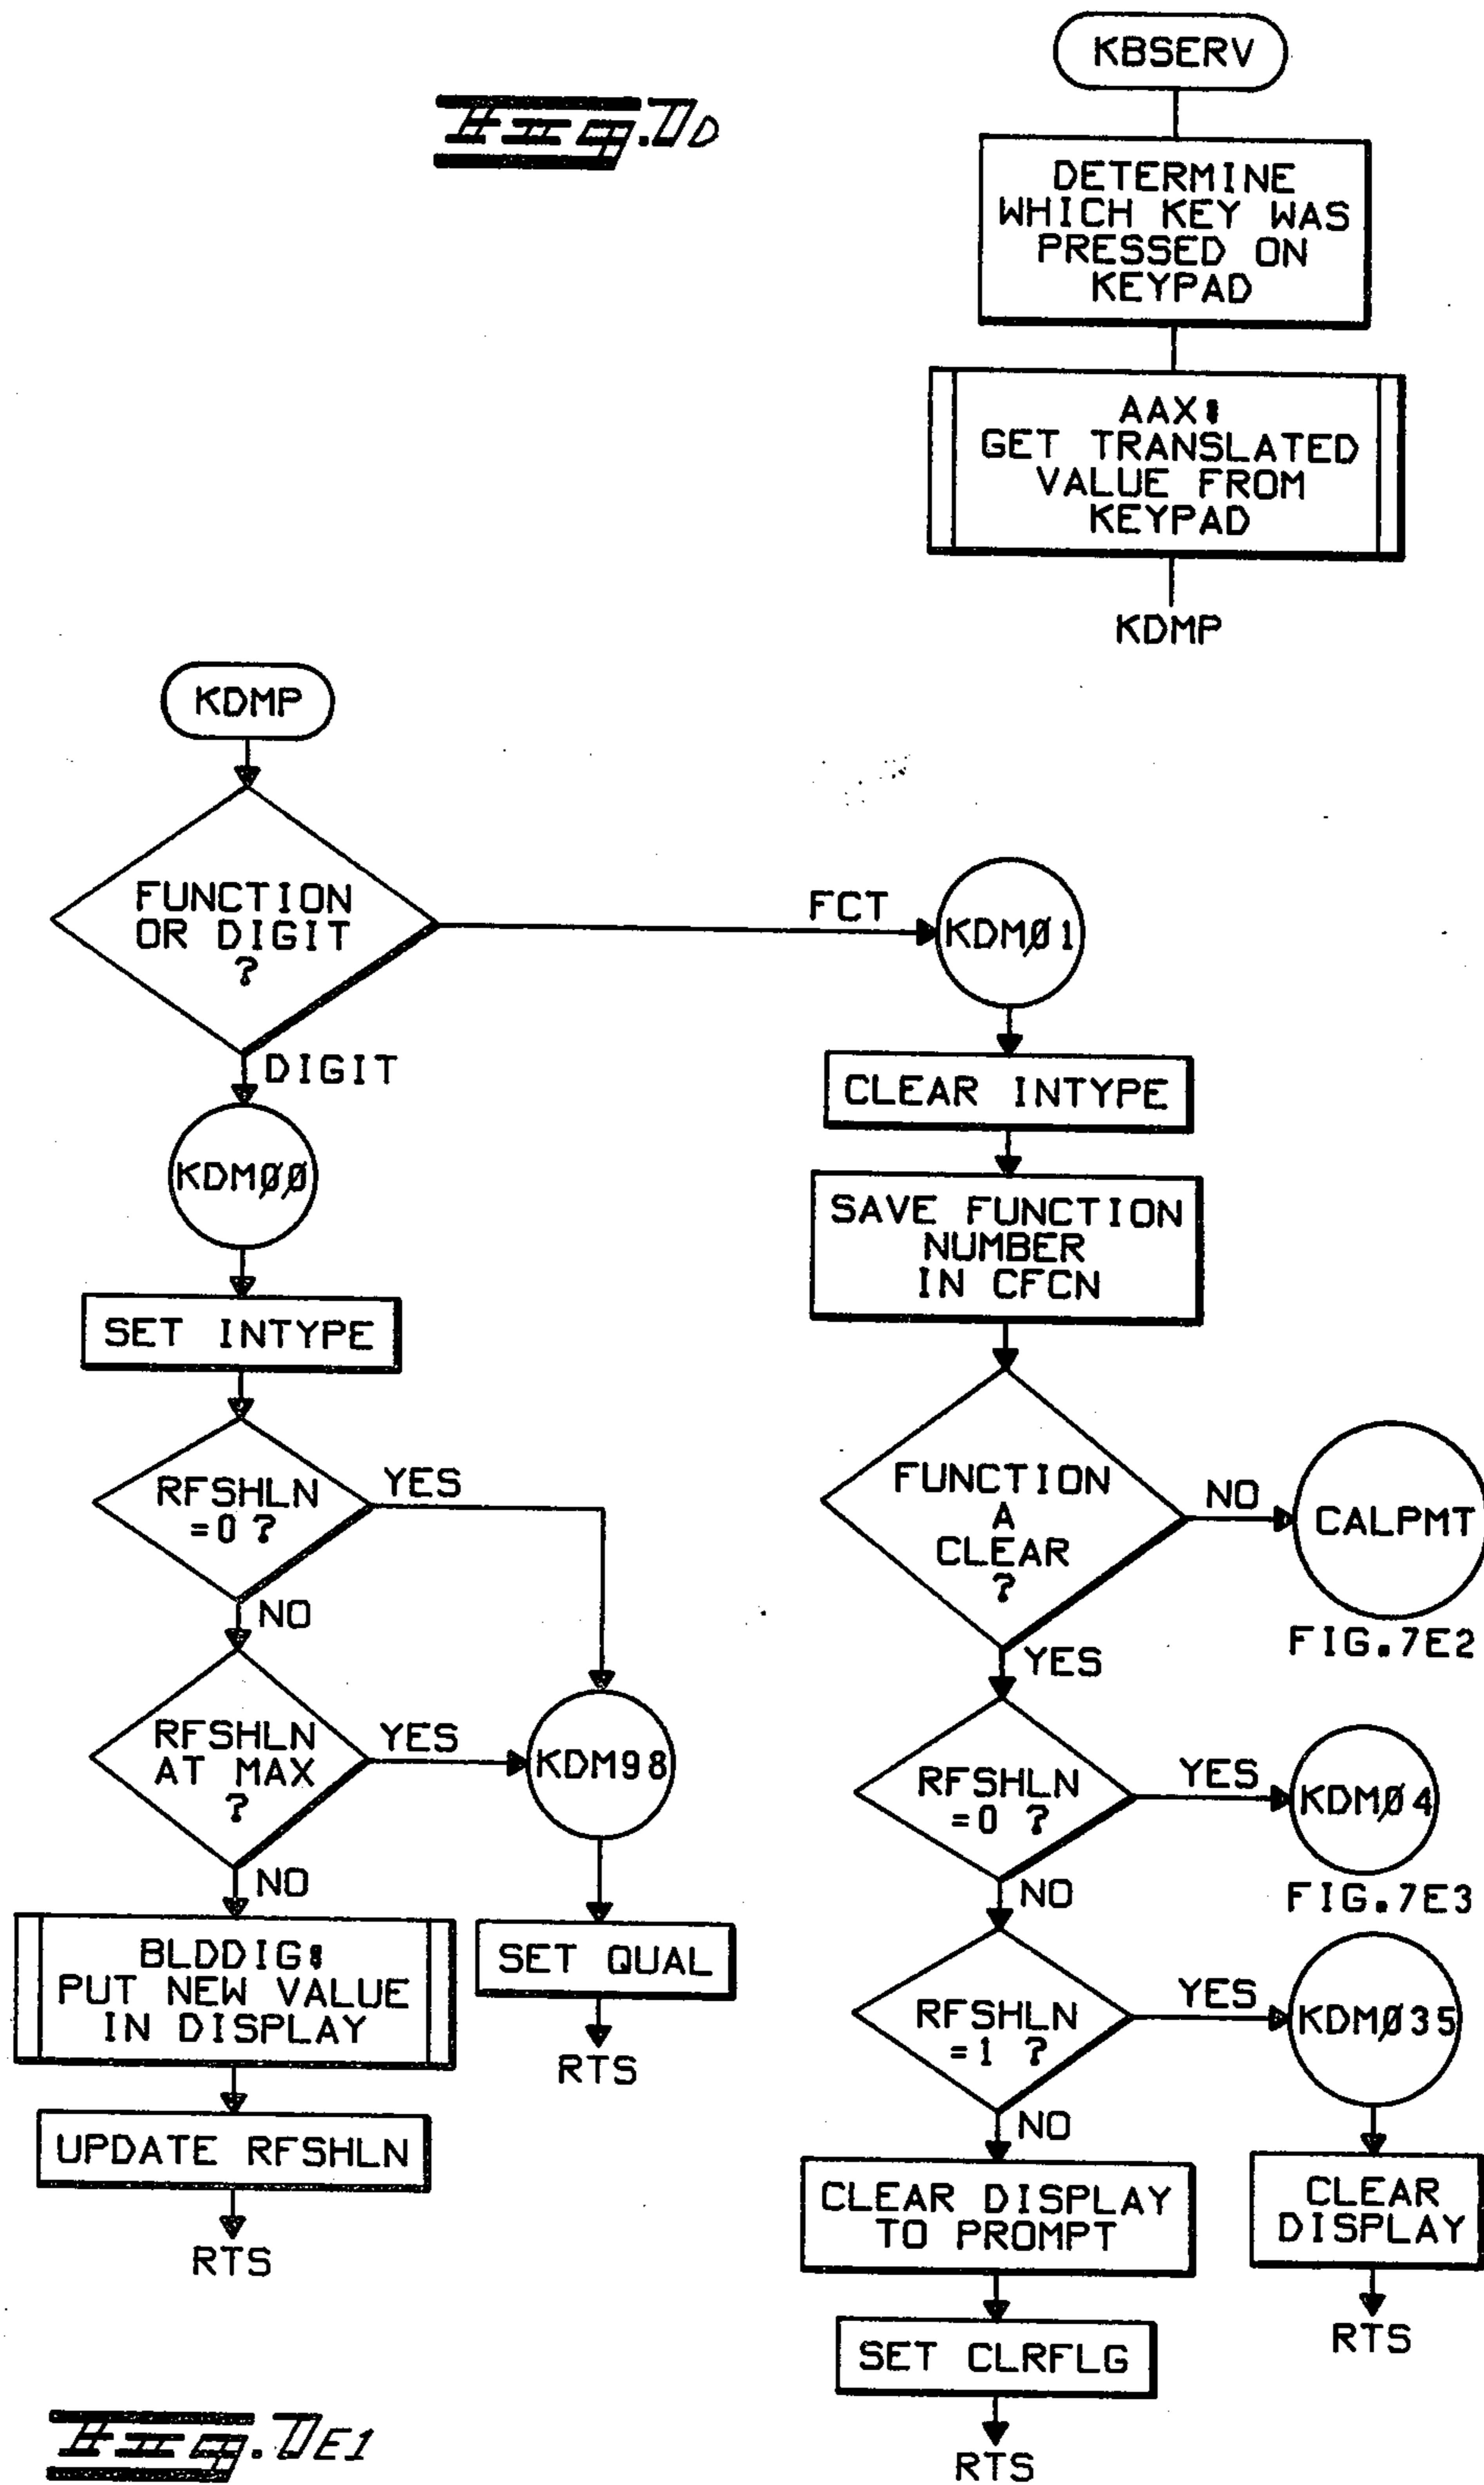 Fig. 7D
KBSERV
DETERMINE
WHICH KEY WAS
PRESSED ON
KEYPAD
AAX:
GET TRANSLATED
VALUE FROM
KEYPAD
KDMP
KDMP
FUNCTION
OR DIGIT
?
FCT
DIGIT
KDMØØ
SET INTYPE
RFSHLN
=0 ?
YES
NO
RFSHLN
AT MAX
?
YES
NO
KDM98
SET QUAL
RTS
BLDDIG:
PUT NEW VALUE
IN DISPLAY
UPDATE RFSHLN
RTS
KDMØ1
CLEAR INTYPE
SAVE FUNCTION
NUMBER
IN CFCN
FUNCTION
A
CLEAR
?
NO
CALPMT
FIG.7E2
YES
RFSHLN
=0 ?
YES
KDMØ4
FIG.7E3
NO
RFSHLN
=1 ?
YES
KDMØ35
CLEAR
DISPLAY
RTS
NO
CLEAR DISPLAY
TO PROMPT
SET CLRFLG
RTS
Fig. 7E1